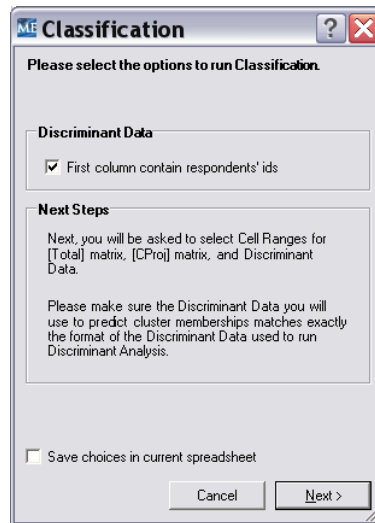 ME Classification ? X
Please select the options to run Classification.
Discriminant Data
First column contain respondents' ids
Next Steps
Next, you will be asked to select Cell Ranges for
[Total] matrix, [CProj] matrix, and Discriminant
Data.
Please make sure the Discriminant Data you will
use to predict cluster memberships matches exactly
the format of the Discriminant Data used to run
Discriminant Analysis.
Save choices in current spreadsheet
Cancel Next >